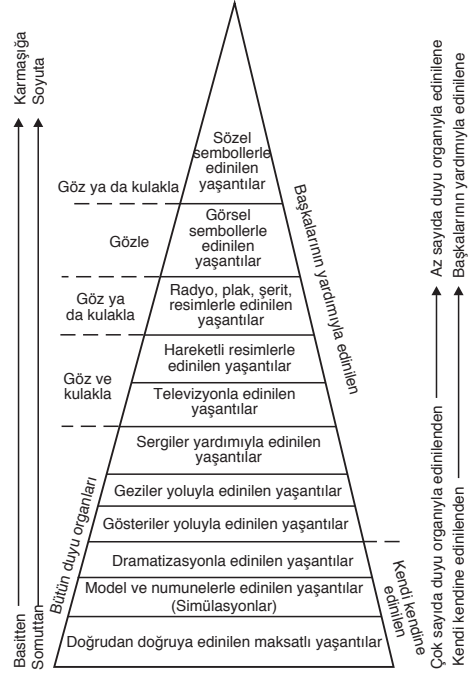 Karmaşığa
Soyuta
Basitten
Somuttan
Göz ya da kulakla
Gözle
Göz ya
da kulakla
Göz ve
kulakla
Bütün duyu organları
Sözel
sembollerle
edinilen
yaşantılar
Görsel
sembollerle
edinilen
yaşantılar
Radyo, plak, şerit,
resimlerle edinilen
yaşantılar
Hareketli resimlerle
edinilen yaşantılar
Televizyonla edinilen
yaşantılar
Sergiler yardımıyla edinilen
yaşantılar
Geziler yoluyla edinilen yaşantılar
Gösteriler yoluyla edinilen yaşantılar
Dramatizasyonla edinilen yaşantılar
Model ve numunelerle edinilen yaşantılar
(Simülasyonlar)
Doğrudan doğruya edinilen maksatlı yaşantılar
Başkalarının yardımıyla edinilen
Kendi kendine
edinilen
Az sayıda duyu organıyla edinilene
Başkalarının yardımıyla edinilene
Çok sayıda duyu organıyla edinilenden
Kendi kendine edinilenden